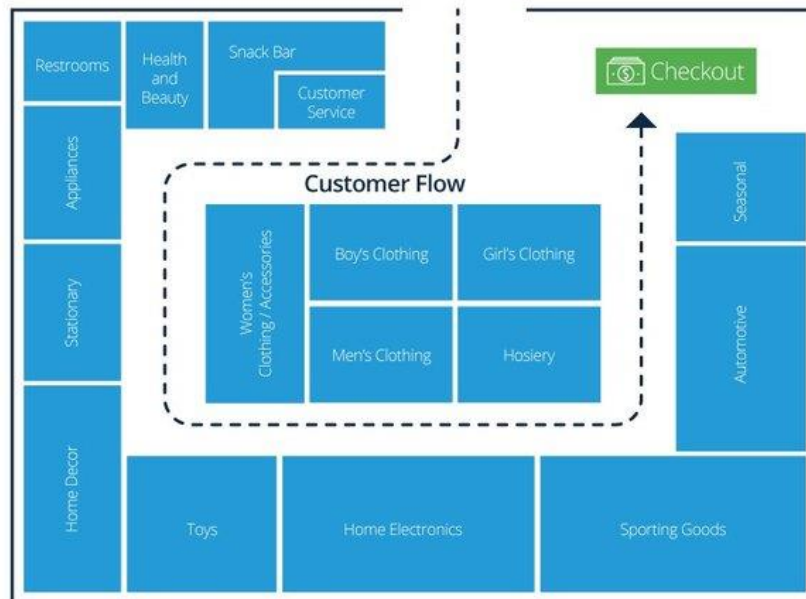 Restrooms
Health
and
Beauty
Snack Bar
Customer
Service
$ Checkout
Appliances
Customer Flow
Seasonal
Women's
Clothing / Accessories
Boy's Clothing
Girl's Clothing
Stationary
Men's Clothing
Hosiery
Automotive
Home Decor
Toys
Home Electronics
Sporting Goods